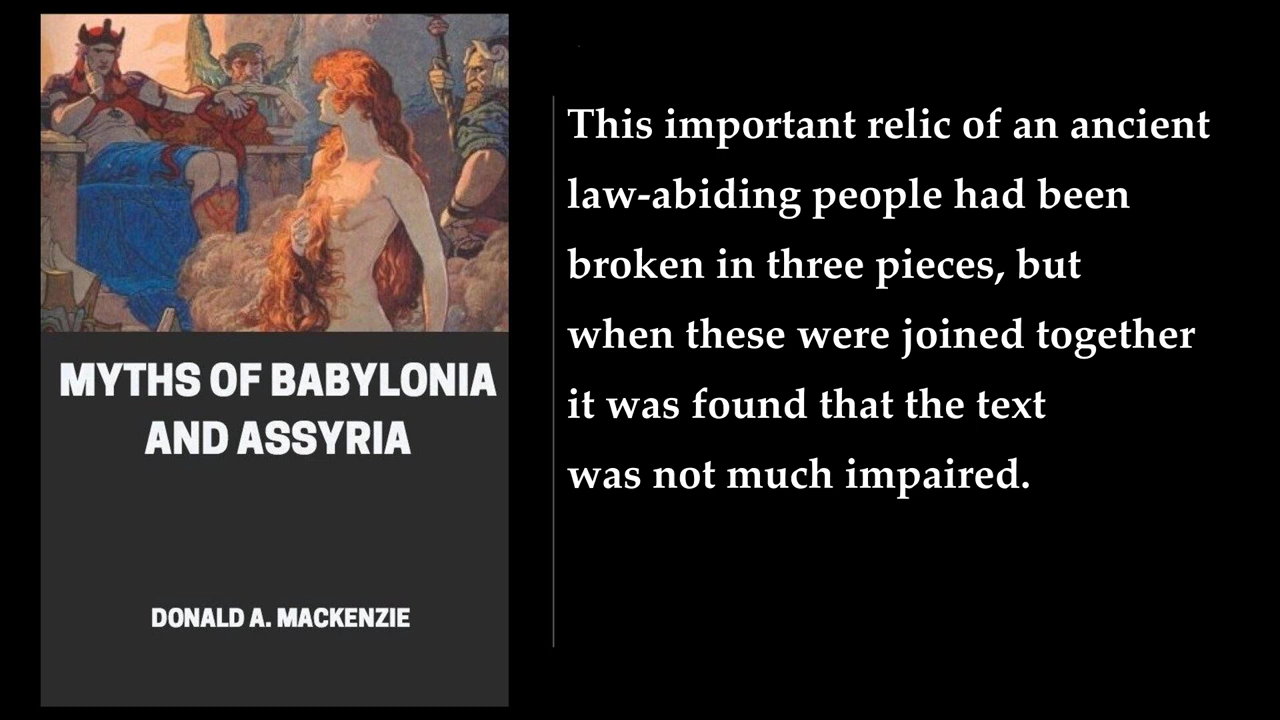 MYTHS OF BABYLONIA
AND ASSYRIA
DONALD A. MACKENZIE
This important relic of an ancient
law-abiding people had been
broken in three pieces, but
when these were joined together
it was found that the text
was not much impaired.